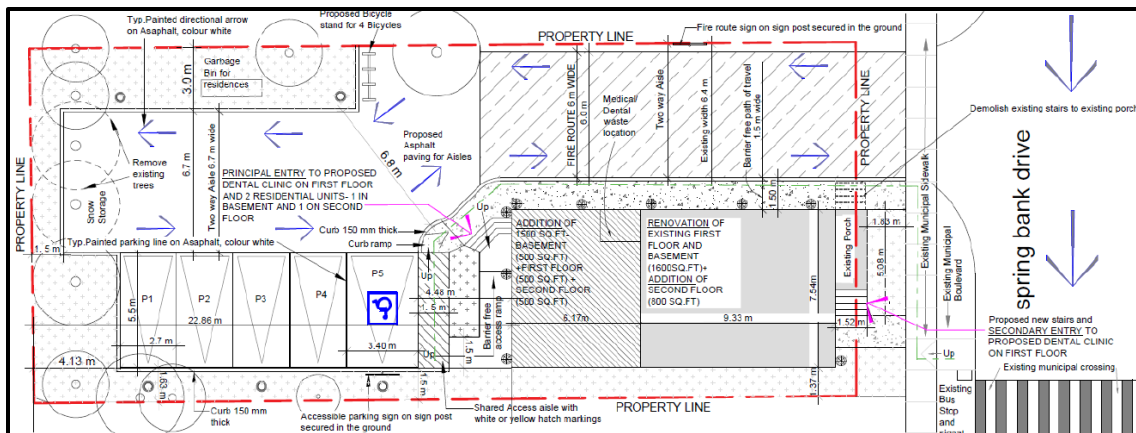 Typ.Painted directional arrow
on Asaphalt, colour white
Proposed Bicycle
stand for 4 Bicycles
PROPERTY LINE
Fire route sign on sign post secured in the ground
Garbage
Bin for
residences
3.0 m
6.7 m
Two way Aisle 6.7 m wide
Remove
existing
trees
Snow
Storage
PROPERTY LINE
PRINCIPAL ENTRY TO PROPOSED
DENTAL CLINIC ON FIRST FLOOR
AND 2 RESIDENTIAL UNITS- 1 IN
BASEMENT AND 1 ON SECOND
FLOOR
6.8 m
Proposed
Asphalt
paving for Aisles
FIRE ROUTE 6 m WIDE
6.0 m
Medical/
Dental
waste
location
Two way Aisle
Existing width 6.4 m
Barrier free path of travel
1.5 m wide
PROPERTY LINE
Demolish existing stairs to existing porch
spring bank drive
Existing Municipal Sidewalk
Existing Municipal
Boulevard
Typ.Painted parking line on Asaphalt, colour white
Curb 150 mm thick
Curb ramp
Up
Up
Up
1.5 m
P1
P2
P3
P4
P5
5.5m
22.86 m
2.7 m
3.40 m
4.48 m
1.5 m
1.5 m
1.5 m
Barrier free
access ramp
4.13 m
1.63 m
ADDITION OF
1500 SQ.FT-
BASEMENT
(500 SQ.FT)
+FIRST FLOOR
(500 SQ.FT) +
SECOND FLOOR
(500 SQ.FT)
RENOVATION OF
EXISTING FIRST
FLOOR AND
BASEMENT
(1600SQ.FT)+
ADDITION OF
SECOND FLOOR
(800 SQ.FT)
6.17m
9.33 m
1.50 m
Existing Porch
1.83 m
5.08 m
7.54m
1.52 m
1.37 m
Proposed new stairs and
SECONDARY ENTRY TO
PROPOSED DENTAL CLINIC
ON FIRST FLOOR
Up
Existing municipal crossing
Existing
Bus
Stop
and
Curb 150 mm
thick
Accessible parking sign on sign post
secured in the ground
Shared Access aisle with
white or yellow hatch markings
PROPERTY LINE